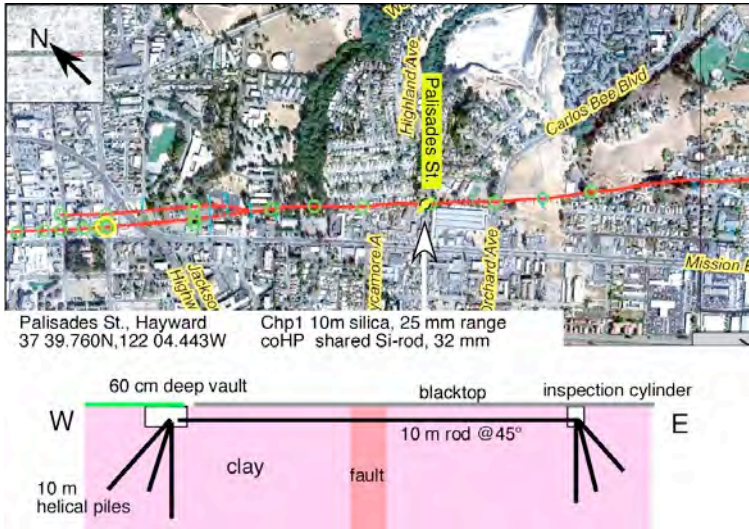 N
Highland Ave
Palisades St.
Carlos Bee Blvd
Jackson
Highw
ycamore A
Orchard Ave
Mission B
Palisades St., Hayward
37 39.760N,122 04.443W
Chp1 10m silica, 25 mm range
coHP shared Si-rod, 32 mm
60 cm deep vault
blacktop
inspection cylinder
W
E
10 m rod @45°
clay
fault
10 m
helical piles